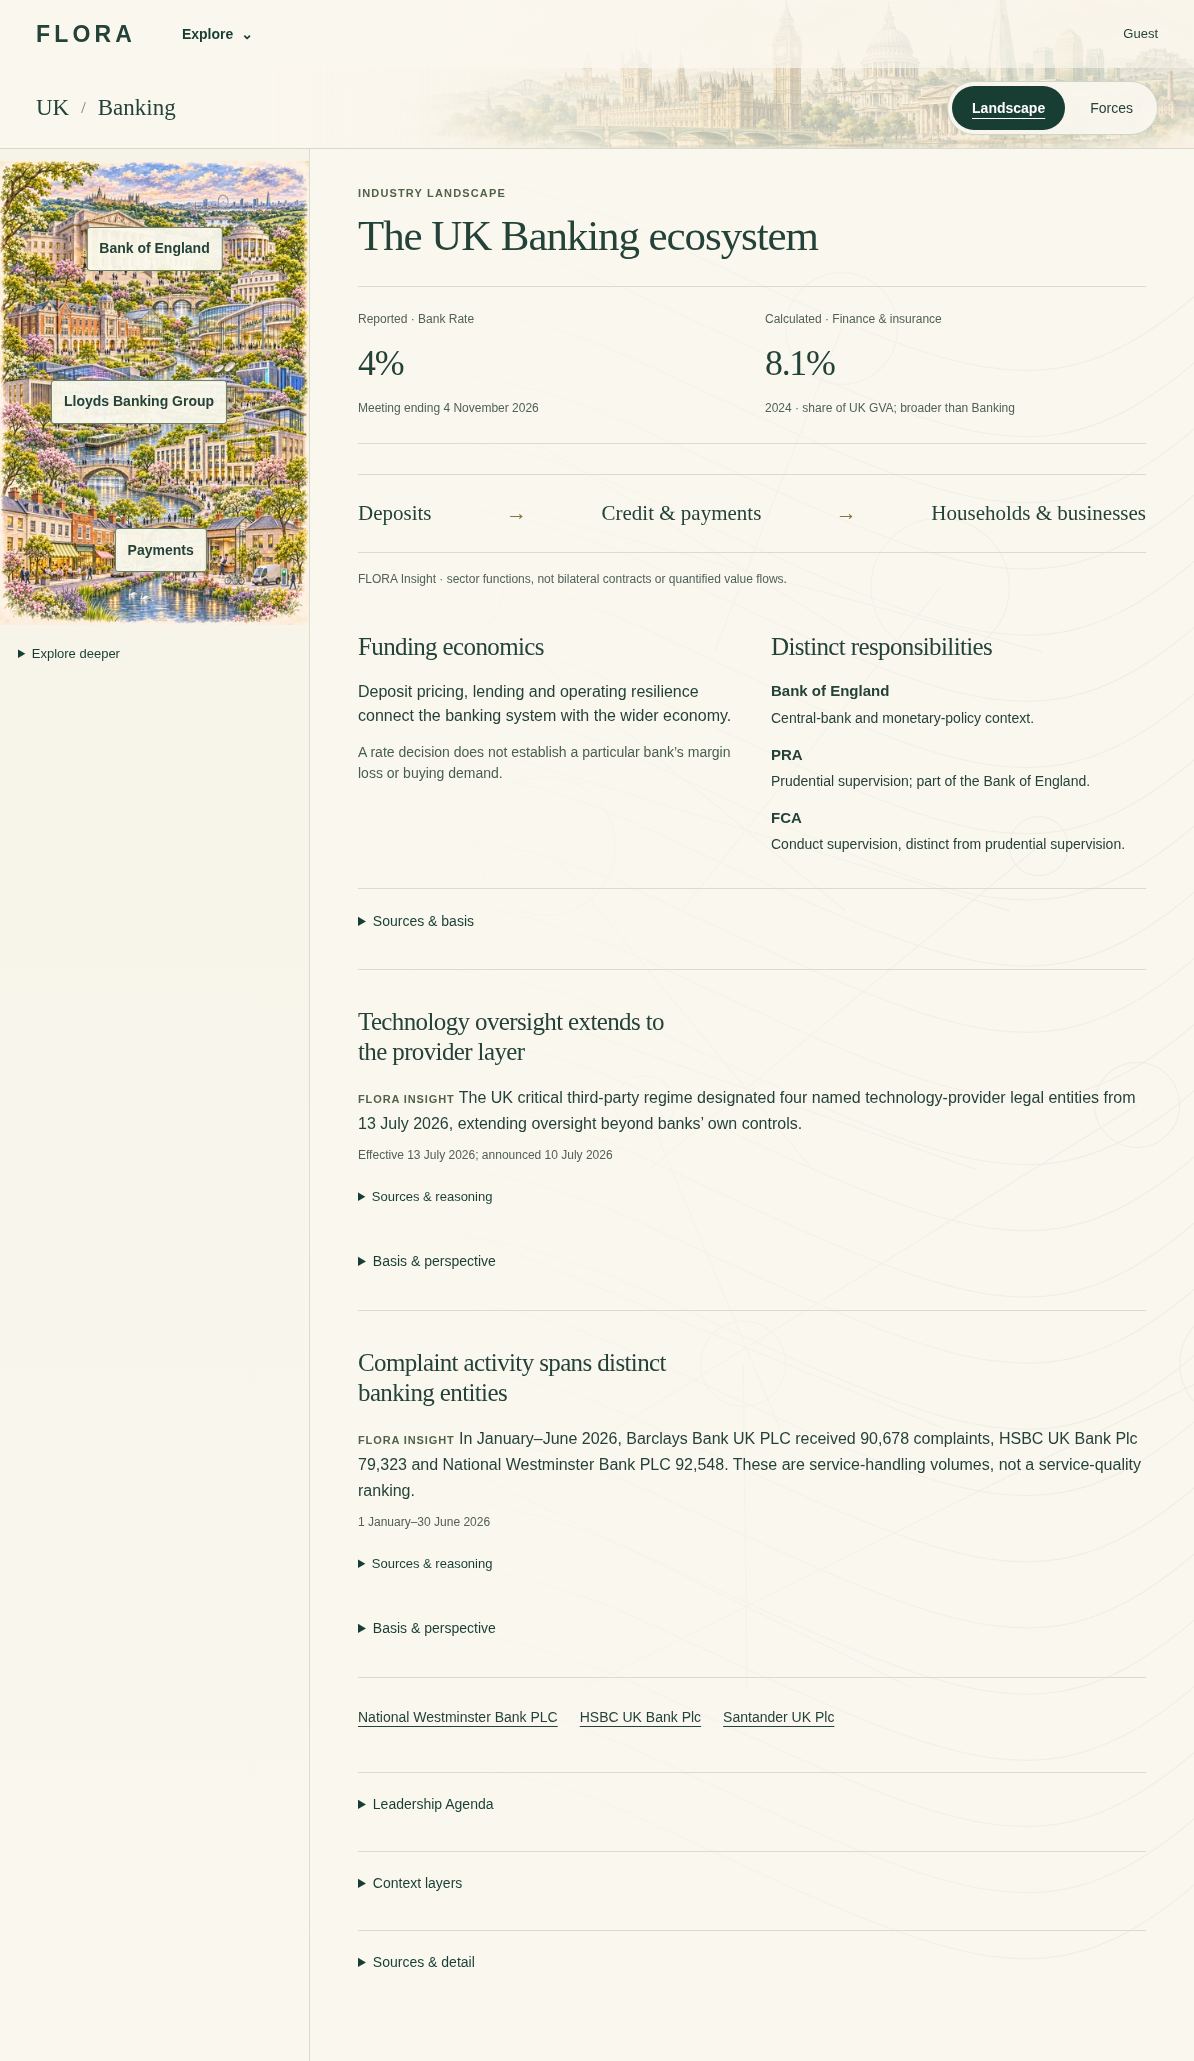 FLORA
Explore
Guest
UK / Banking
Landscape
Forces
Bank of England
Lloyds Banking Group
Payments
Explore deeper
INDUSTRY LANDSCAPE
The UK Banking ecosystem
Reported · Bank Rate
4%
Meeting ending 4 November 2026
Calculated · Finance & insurance
8.1%
2024 · share of UK GVA; broader than Banking
Deposits → Credit & payments → Households & businesses
FLORA Insight · sector functions, not bilateral contracts or quantified value flows.
Funding economics
Deposit pricing, lending and operating resilience
connect the banking system with the wider economy.
A rate decision does not establish a particular bank’s margin
loss or buying demand.
Distinct responsibilities
Bank of England
Central-bank and monetary-policy context.
PRA
Prudential supervision; part of the Bank of England.
FCA
Conduct supervision, distinct from prudential supervision.
Sources & basis
Technology oversight extends to
the provider layer
FLORA INSIGHT The UK critical third-party regime designated four named technology-provider legal entities from
13 July 2026, extending oversight beyond banks’ own controls.
Effective 13 July 2026; announced 10 July 2026
Sources & reasoning
Basis & perspective
Complaint activity spans distinct
banking entities
FLORA INSIGHT In January–June 2026, Barclays Bank UK PLC received 90,678 complaints, HSBC UK Bank Plc
79,323 and National Westminster Bank PLC 92,548. These are service-handling volumes, not a service-quality
ranking.
1 January–30 June 2026
Sources & reasoning
Basis & perspective
National Westminster Bank PLC HSBC UK Bank Plc Santander UK Plc
Leadership Agenda
Context layers
Sources & detail